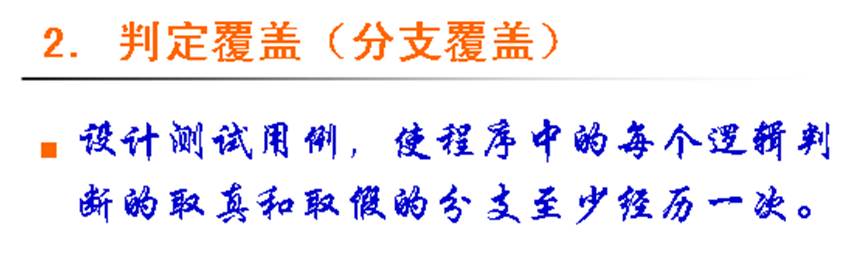 2. 判定覆盖（分支覆盖）
设计测试用例，使程序中的每个逻辑判
断的取真和取假的分支至少经历一次。